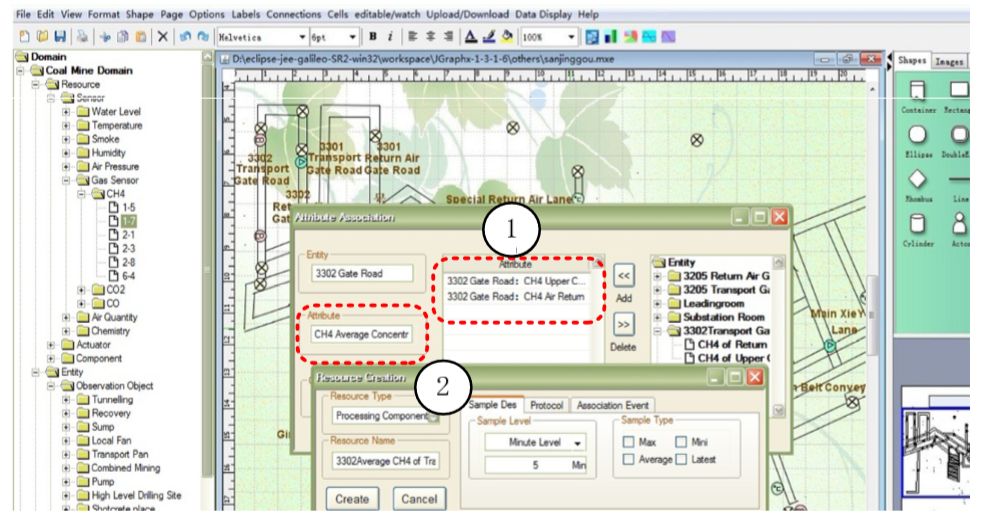 File Edit View Format Shape Page Options Labels Connections Cells editable/watch Upload/Download Data Display Help
Helvetica 6pt B i 100%
Domain
Coal Mine Domain
Resource
Sensor
Water Level
Temperature
Smoke
Humidity
Air Pressure
Gas Sensor
CH4
1-5
1-7
2-1
2-3
2-8
6-4
CO2
CO
Air Quantity
Chemistry
Actuator
Component
Entity
Observation Object
Tunnelling
Recovery
Sump
Local Fan
Transport Pan
Combined Mining
Pump
High Level Drilling Site
Shotcrete place
D:\eclipse-jee-galileo-SR2-win32\workspace\JGraphx-1-3-1-6\others\sanjinggou.mxe
3302
Transport
Gate Road
3301
Transport
Gate Road
3301
Return Air
Gate Road
3302
Ret
Gat
Special Return Air Lane
Main Xie Y
Lane
Belt Convey
Gi
Attribute Association
1
Entity
3302 Gate Road
Attribute
CH4 Average Concentr
Attribute
3302 Gate Road: CH4 Upper C...
3302 Gate Road: CH4 Air Return
<<
Add
>>
Delete
Entity
3205 Return Air G
3205 Transport Ga
Leadingroom
Substation Room
3302Transport Ga
CH4 of Return
CH4 of Upper (
Resource Creation
2
Resource Type
Processing Component
Resource Name
3302Average CH4 of Tra
Create Cancel
Sample Des Protocol Association Event
Sample Level
Minute Level
5 Min
Sample Type
Max Mini
Average Latest
Shapes Images
Container Rectang
Ellipse DoubleE
Rhombus Line
Cylinder Actor